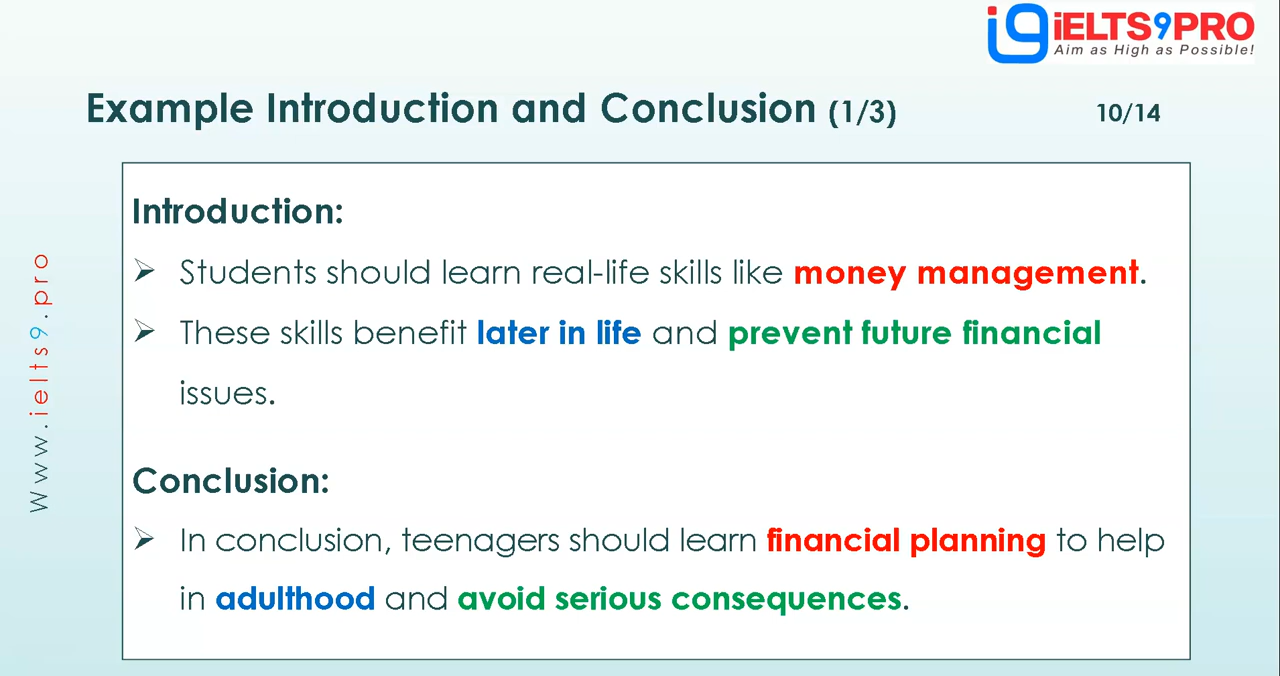 iELTS9PRO
Aim as High as Possible!
Example Introduction and Conclusion (1/3)
10/14
Introduction:
➢ Students should learn real-life skills like money management.
➢ These skills benefit later in life and prevent future financial
issues.
Conclusion:
➢ In conclusion, teenagers should learn financial planning to help
in adulthood and avoid serious consequences.
Www.ielts9.pro